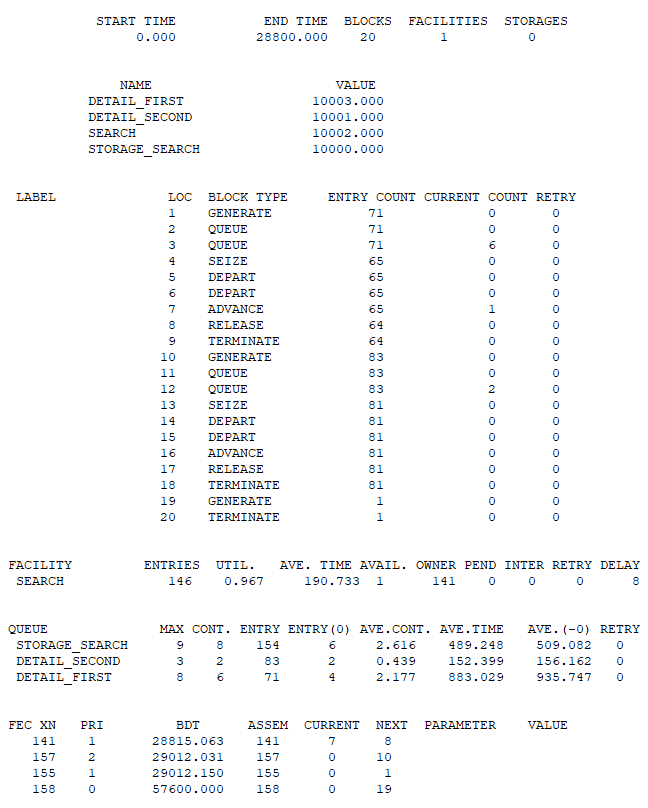 START TIME END TIME BLOCKS FACILITIES STORAGES
0.000 28800.000 20 1 0
NAME VALUE
DETAIL_FIRST 10003.000
DETAIL_SECOND 10001.000
SEARCH 10002.000
STORAGE_SEARCH 10000.000
LABEL LOC BLOCK TYPE ENTRY COUNT CURRENT COUNT RETRY
1 GENERATE 71 0 0
2 QUEUE 71 0 0
3 QUEUE 71 6 0
4 SEIZE 65 0 0
5 DEPART 65 0 0
6 DEPART 65 0 0
7 ADVANCE 65 1 0
8 RELEASE 64 0 0
9 TERMINATE 64 0 0
10 GENERATE 83 0 0
11 QUEUE 83 0 0
12 QUEUE 83 2 0
13 SEIZE 81 0 0
14 DEPART 81 0 0
15 DEPART 81 0 0
16 ADVANCE 81 0 0
17 RELEASE 81 0 0
18 TERMINATE 81 0 0
19 GENERATE 1 0 0
20 TERMINATE 1 0 0
FACILITY ENTRIES UTIL. AVE. TIME AVAIL. OWNER PEND INTER RETRY DELAY
SEARCH 146 0.967 190.733 1 141 0 0 0 8
QUEUE MAX CONT. ENTRY ENTRY(0) AVE.CONT. AVE.TIME AVE.(-0) RETRY
STORAGE_SEARCH 9 8 154 6 2.616 489.248 509.082 0
DETAIL_SECOND 3 2 83 2 0.439 152.399 156.162 0
DETAIL_FIRST 8 6 71 4 2.177 883.029 935.747 0
FEC XN PRI BDT ASSEM CURRENT NEXT PARAMETER VALUE
141 1 28815.063 141 7 8
157 2 29012.031 157 0 10
155 1 29012.150 155 0 1
158 0 57600.000 158 0 19